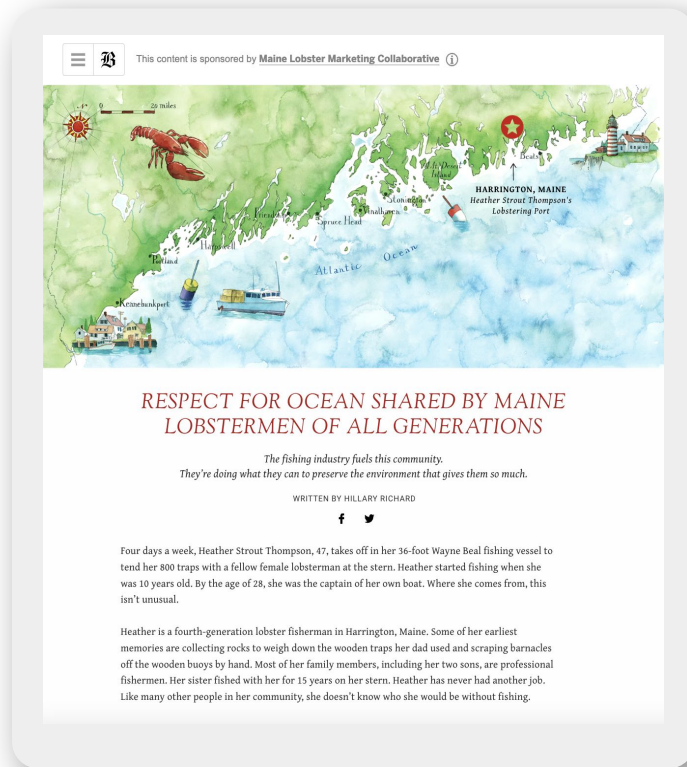 B
This content is sponsored by Maine Lobster Marketing Collaborative
N
0 20 miles
Mt. Desert
Island
Beals
HARRINGTON, MAINE
Heather Strout Thompson's
Lobstering Port
Stonington
Vinalhaven
Friendship
Spruce Head
Harpswell
Portland
Atlantic Ocean
Kennebunkport
RESPECT FOR OCEAN SHARED BY MAINE
LOBSTERMEN OF ALL GENERATIONS
The fishing industry fuels this community.
They're doing what they can to preserve the environment that gives them so much.
WRITTEN BY HILLARY RICHARD
Four days a week, Heather Strout Thompson, 47, takes off in her 36-foot Wayne Beal fishing vessel to
tend her 800 traps with a fellow female lobsterman at the stern. Heather started fishing when she
was 10 years old. By the age of 28, she was the captain of her own boat. Where she comes from, this
isn't unusual.
Heather is a fourth-generation lobster fisherman in Harrington, Maine. Some of her earliest
memories are collecting rocks to weigh down the wooden traps her dad used and scraping barnacles
off the wooden buoys by hand. Most of her family members, including her two sons, are professional
fishermen. Her sister fished with her for 15 years on her stern. Heather has never had another job.
Like many other people in her community, she doesn't know who she would be without fishing.